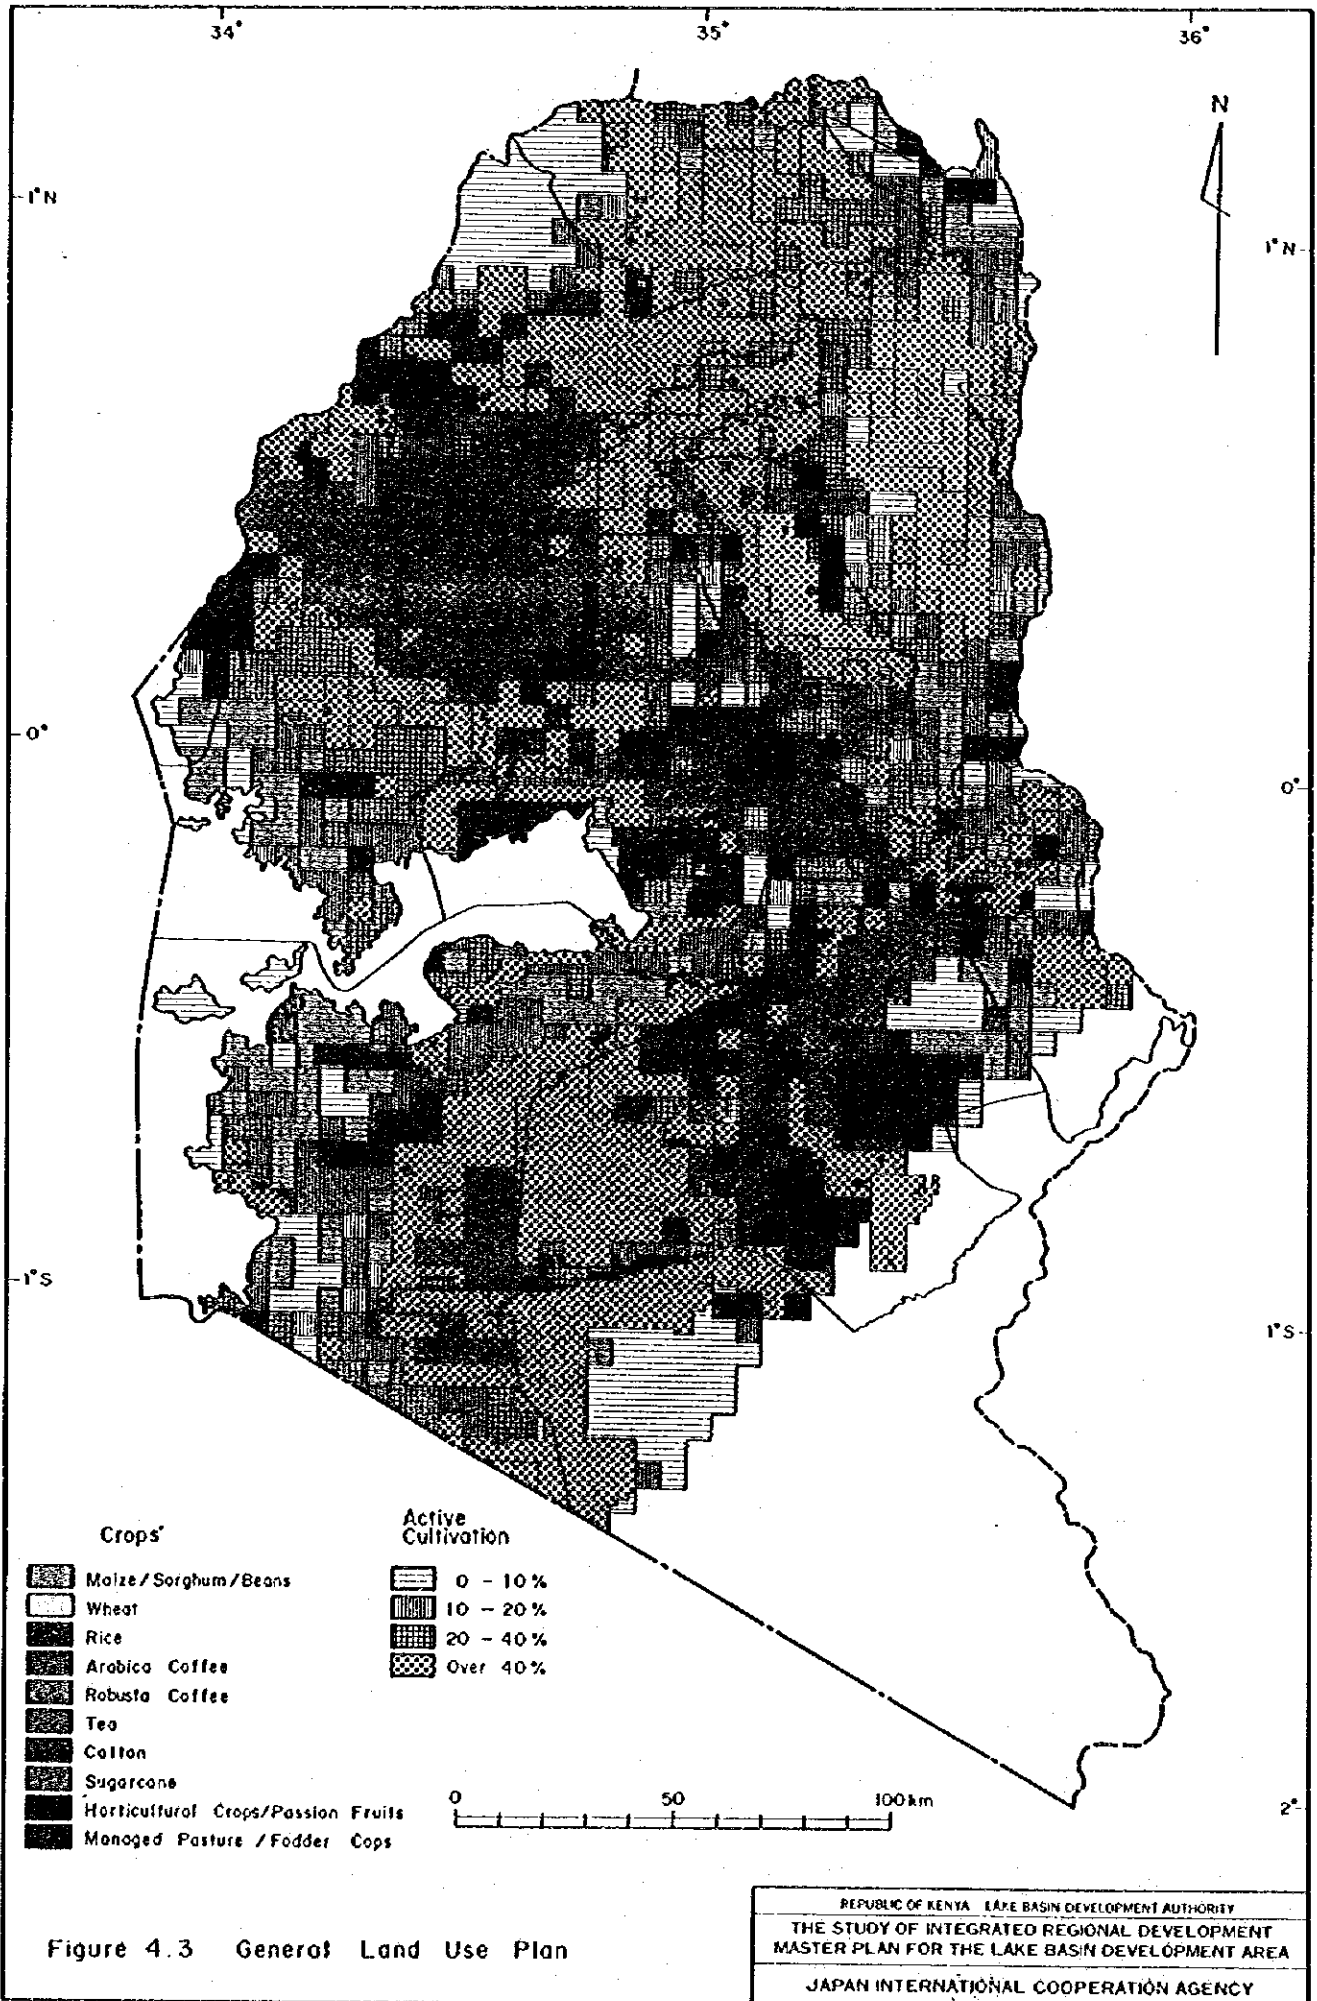 34° 35° 36°
N
1°N
1°N
0°
0°
1°S
1°S
2°
Crops'
Maize/Sorghum/Beans
Wheat
Rice
Arabica Coffee
Robusta Coffee
Tea
Cotton
Sugarcane
Horticultural Crops/Passion Fruits
Managed Pasture / Fodder Cops
Active
Cultivation
0 - 10%
10 - 20%
20 - 40%
Over 40%
0 50 100km
Figure 4.3 General Land Use Plan
REPUBLIC OF KENYA LAKE BASIN DEVELOPMENT AUTHORITY
THE STUDY OF INTEGRATED REGIONAL DEVELOPMENT
MASTER PLAN FOR THE LAKE BASIN DEVELOPMENT AREA
JAPAN INTERNATIONAL COOPERATION AGENCY